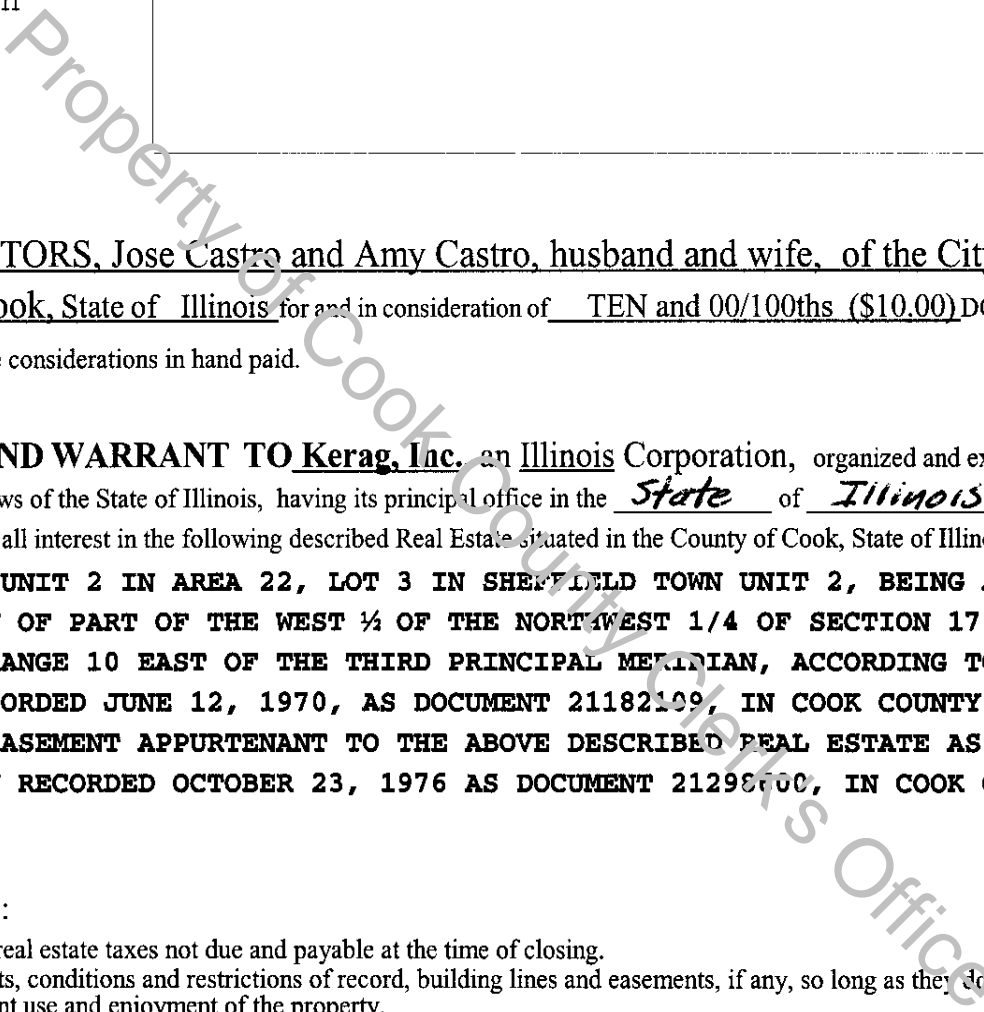 TORS, Jose Castro and Amy Castro, husband and wife, of the City
ook, State of Illinois for and in consideration of TEN and 00/100ths ($10.00) DO
considerations in hand paid.
ND WARRANT TO Kerag, Inc. an Illinois Corporation, organized and ex
ws of the State of Illinois, having its principal office in the State of Illinois
all interest in the following described Real Estate situated in the County of Cook, State of Illin
UNIT 2 IN AREA 22, LOT 3 IN SHEFFIELD TOWN UNIT 2, BEING
OF PART OF THE WEST ½ OF THE NORTHWEST 1/4 OF SECTION 17
ANGE 10 EAST OF THE THIRD PRINCIPAL MERIDIAN, ACCORDING TO
ORDED JUNE 12, 1970, AS DOCUMENT 21182109, IN COOK COUNTY
ASEMENT APPURTENANT TO THE ABOVE DESCRIBED REAL ESTATE AS
RECORDED OCTOBER 23, 1976 AS DOCUMENT IN COOK
:
real estate taxes not due and payable at the time of closing.
ts, conditions and restrictions of record, building lines and easements, if any, so long as they do
nt use and enjoyment of the property.
Property of Cook County Clerk's Office